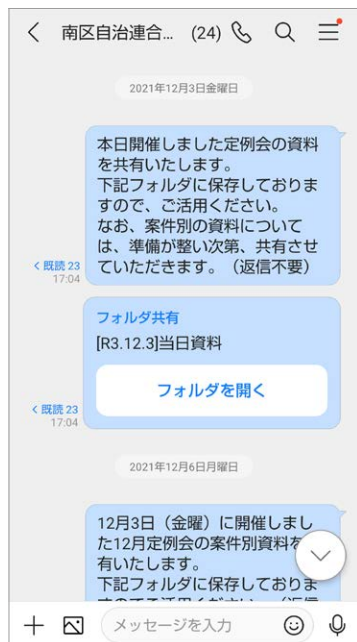 南区自治連合... (24)
2021年12月3日金曜日
本日開催しました定例会の資料
を共有いたします。
下記フォルダに保存しておりま
すので、ご活用ください。
なお、案件別の資料について
は、準備が整い次第、共有させ
ていただきます。（返信不要）
既読 23
17:04
フォルダ共有
[R3.12.3]当日資料
フォルダを開く
既読 23
17:04
2021年12月6日月曜日
12月3日（金曜）に開催しまし
た12月定例会の案件別資料を
有いたします。
下記フォルダに保存しておりま
メッセージを入力